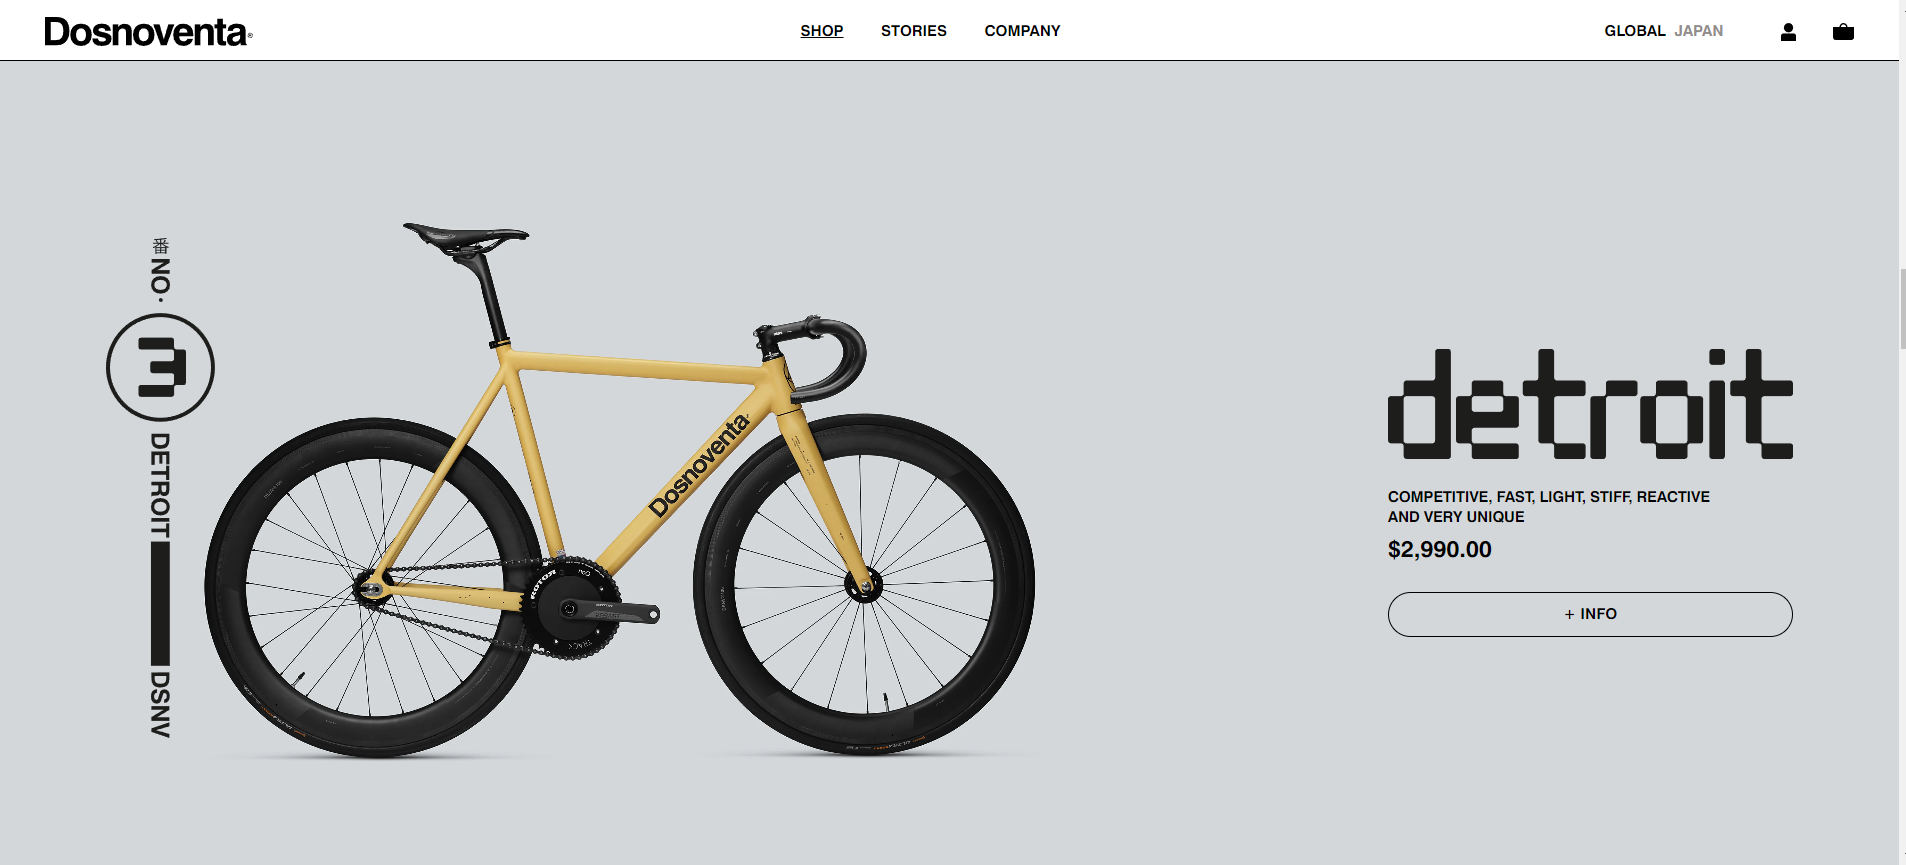 Dosnoventa®
SHOP STORIES COMPANY
GLOBAL JAPAN
番 NO.
3
DETROIT
DSNV
Dosnoventa
ROTOR
TRACK
detroit
COMPETITIVE, FAST, LIGHT, STIFF, REACTIVE
AND VERY UNIQUE
$2,990.00
+ INFO